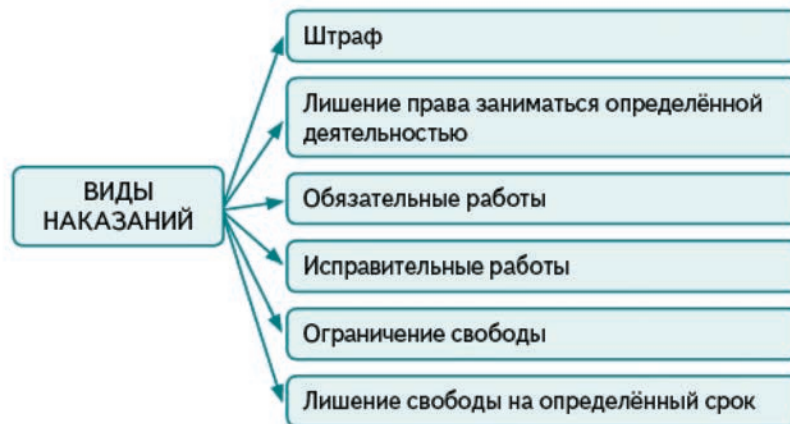 Штраф
Лишение права заниматься определённой
деятельностью
ВИДЫ
НАКАЗАНИЙ
Обязательные работы
Исправительные работы
Ограничение свободы
Лишение свободы на определённый срок